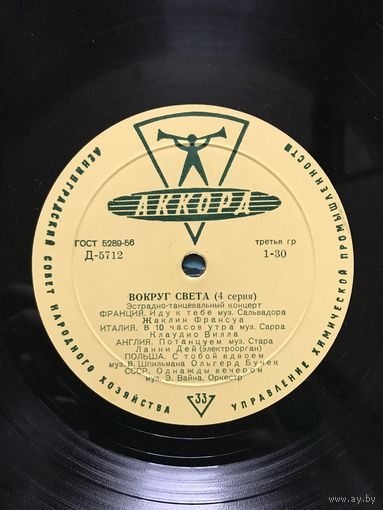 ЛЕНИНГРАДСКИЙ СОВЕТ НАРОДНОГО ХОЗЯЙСТВА
УПРАВЛЕНИЕ ХИМИЧЕСКОЙ ПРОМЫШЛЕННОСТИ
АККОРД
ГОСТ 5289-56
третья гр
Д-5712
1-30
ВОКРУГ СВЕТА (4 серия)
Эстрадно-танцевальный концерт
ФРАНЦИЯ. Иду к тебе муз. Сальвадора
Жаклин Франсуа
ИТАЛИЯ. В 10 часов утра муз. Сарра
Клаудио Вилла
АНГЛИЯ. Потанцуем муз. Стара
Ланни Дей (электроорган)
ПОЛЬША. С тобой вдвоем
муз. В. Шпильмана Ольгерд Бучек
СССР. Однажды вечером
муз. Э. Вайна. Оркестр
33
www.ay.by